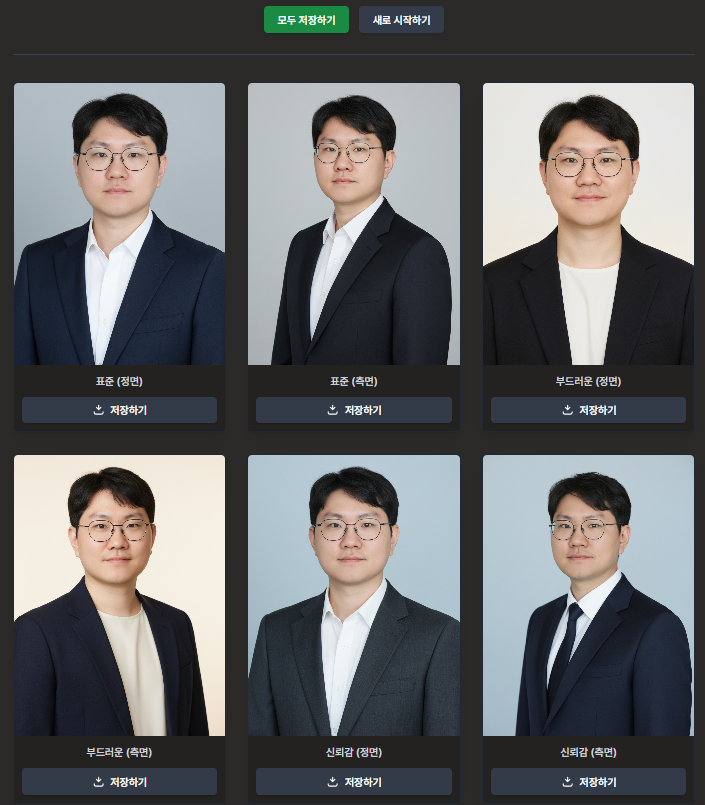 모두 저장하기
새로 시작하기
표준 (정면)
표준 (측면)
부드러운 (정면)
저장하기
저장하기
저장하기
부드러운 (측면)
신뢰감 (정면)
신뢰감 (측면)
저장하기
저장하기
저장하기